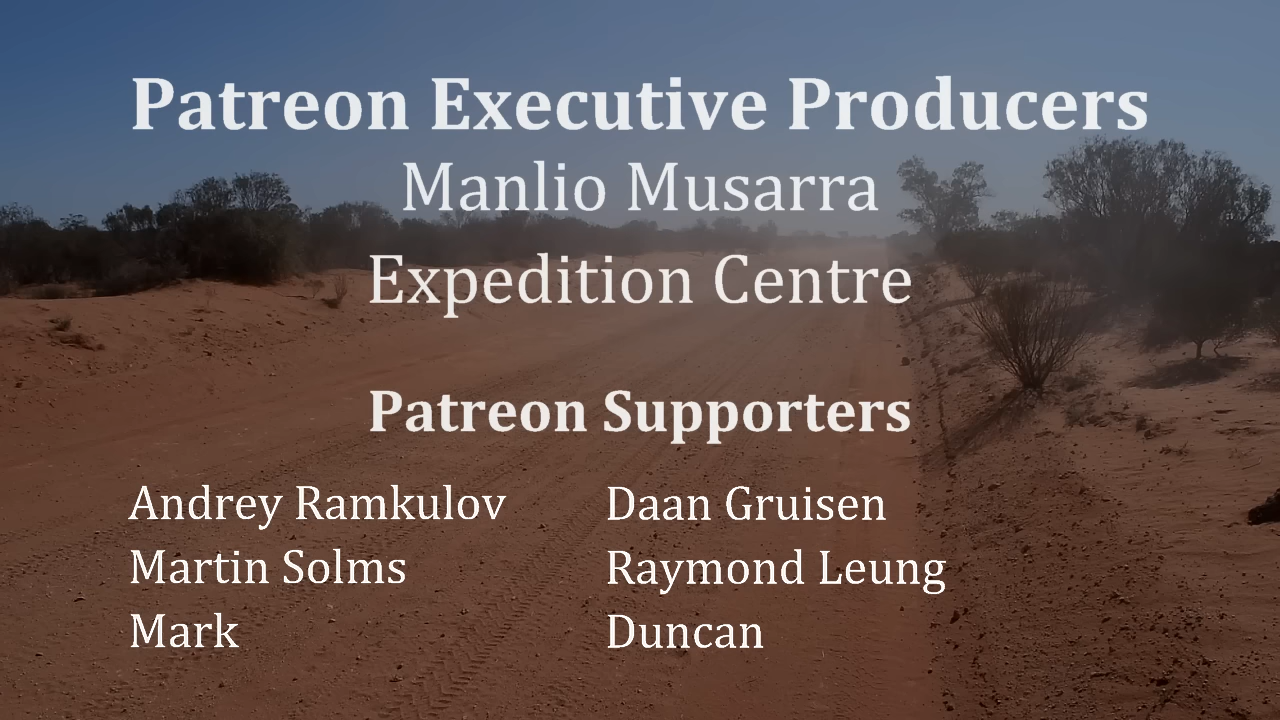 Patreon Executive Producers
Manlio Musarra
Expedition Centre
Patreon Supporters
Andrey Ramkulov
Martin Solms
Mark
Daan Gruisen
Raymond Leung
Duncan